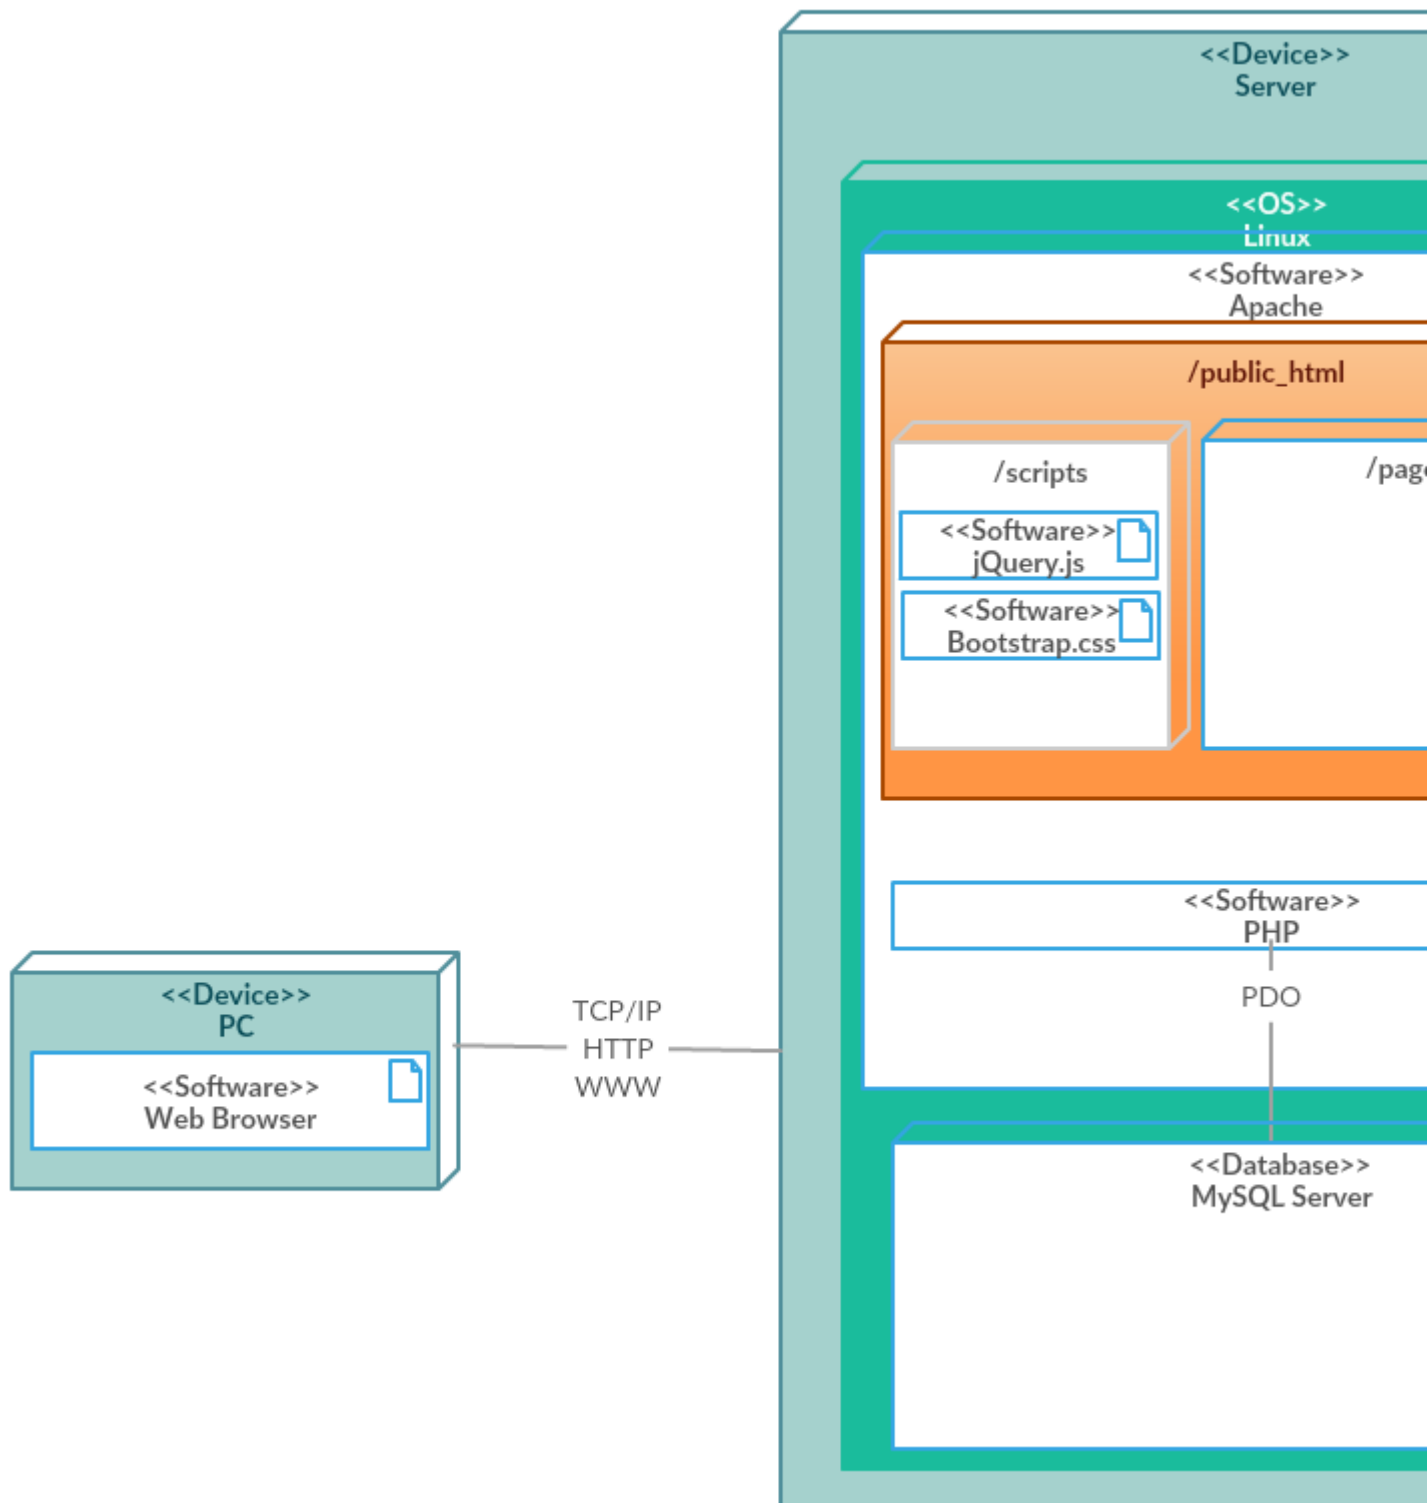 <<Device>>
Server
<<OS>>
Linux
<<Software>>
Apache
/public_html
/scripts
<<Software>>
jQuery.js
<<Software>>
Bootstrap.css
<<Software>>
PHP
PDO
<<Device>>
PC
<<Software>>
Web Browser
TCP/IP
HTTP
WWW
<<Database>>
MySQL Server